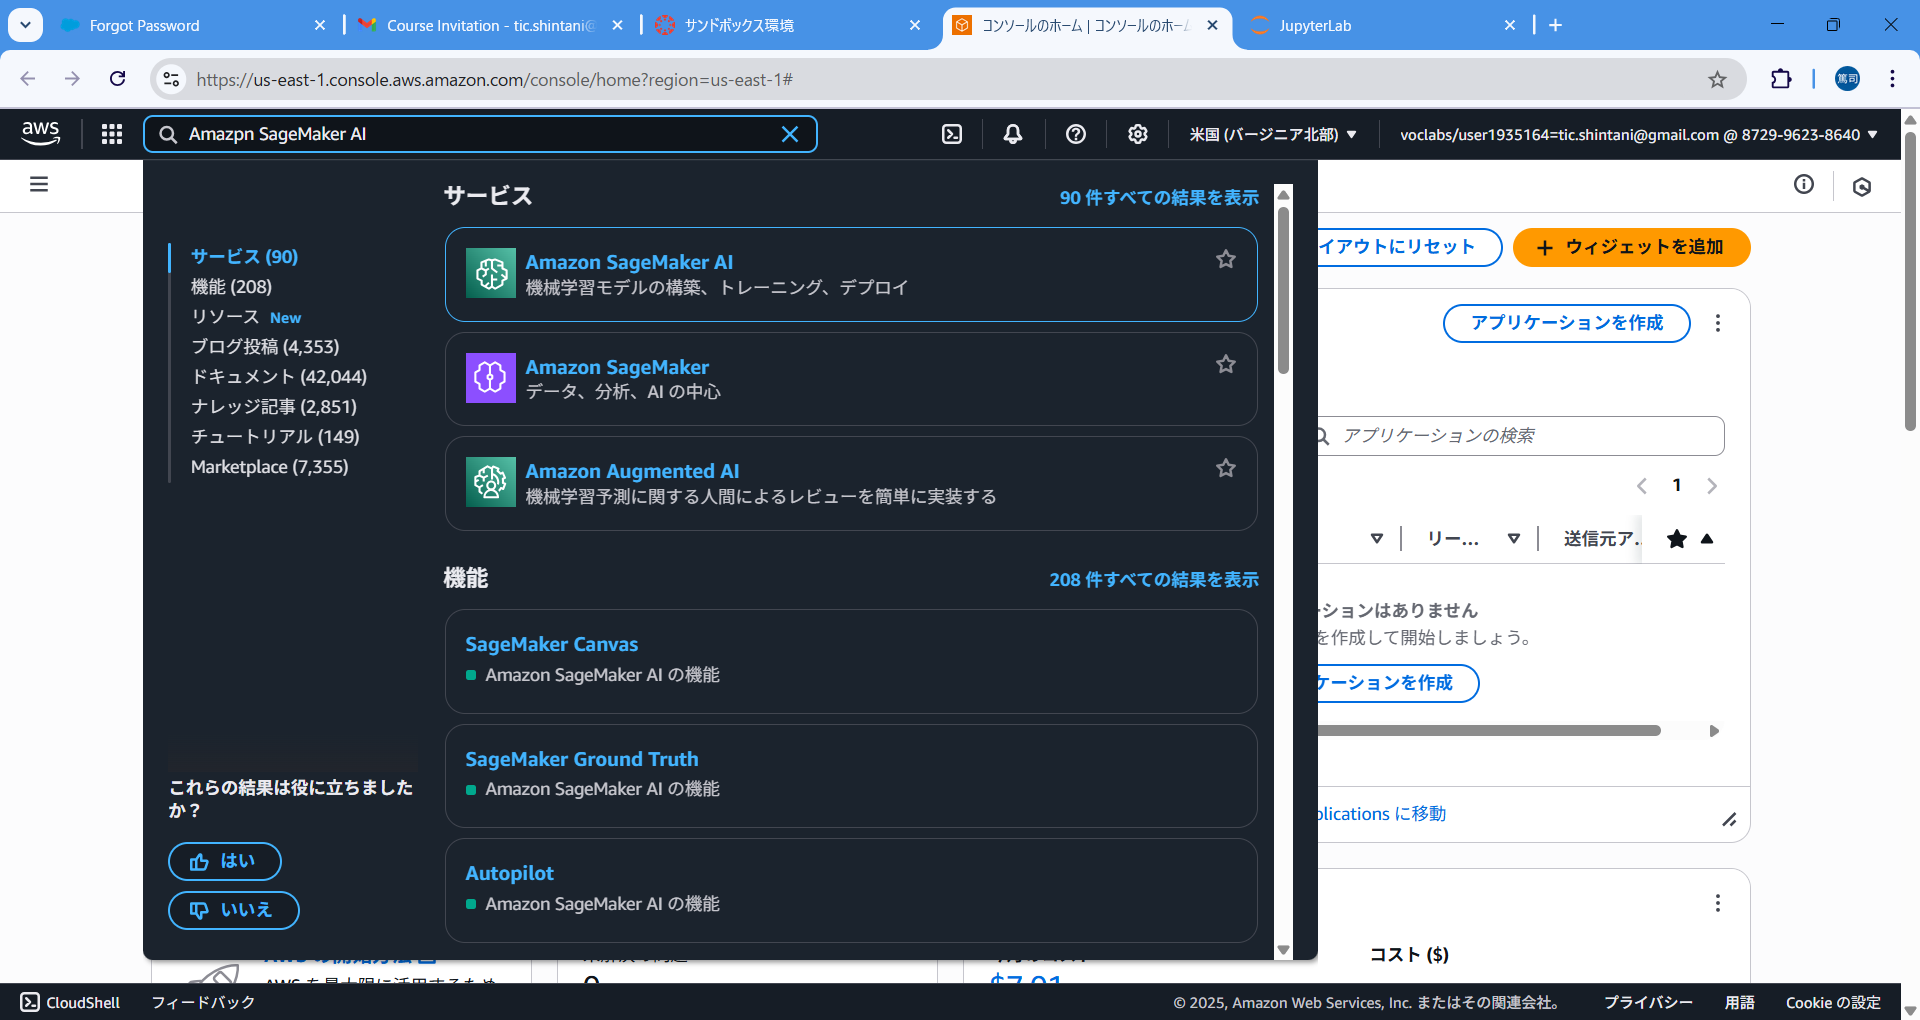 Forgot Password
Course Invitation - tic.shintani@
サンドボックス環境
コンソールのホーム | コンソールのホーム
JupyterLab
https://us-east-1.console.aws.amazon.com/console/home?region=us-east-1#
篤司
aws
Amazpn SageMaker AI
米国 (バージニア北部)
voclabs/user1935164=tic.shintani@gmail.com @ 8729-9623-8640
サービス (90)
機能 (208)
リソース New
ブログ投稿 (4,353)
ドキュメント (42,044)
ナレッジ記事 (2,851)
チュートリアル (149)
Marketplace (7,355)
これらの結果は役に立ちました
か？
はい
いいえ
サービス
90 件すべての結果を表示
Amazon SageMaker AI
機械学習モデルの構築、トレーニング、デプロイ
Amazon SageMaker
データ、分析、AI の中心
Amazon Augmented AI
機械学習予測に関する人間によるレビューを簡単に実装する
機能
208 件すべての結果を表示
SageMaker Canvas
Amazon SageMaker AI の機能
SageMaker Ground Truth
Amazon SageMaker AI の機能
Autopilot
Amazon SageMaker AI の機能
イアウトにリセット
ウィジェットを追加
アプリケーションを作成
アプリケーションの検索
1
リー...
送信元ア..
ーションはありません
を作成して開始しましょう。
ケーションを作成
plications に移動
コスト ($)
CloudShell
フィードバック
© 2025, Amazon Web Services, Inc. またはその関連会社。
プライバシー
用語
Cookie の設定